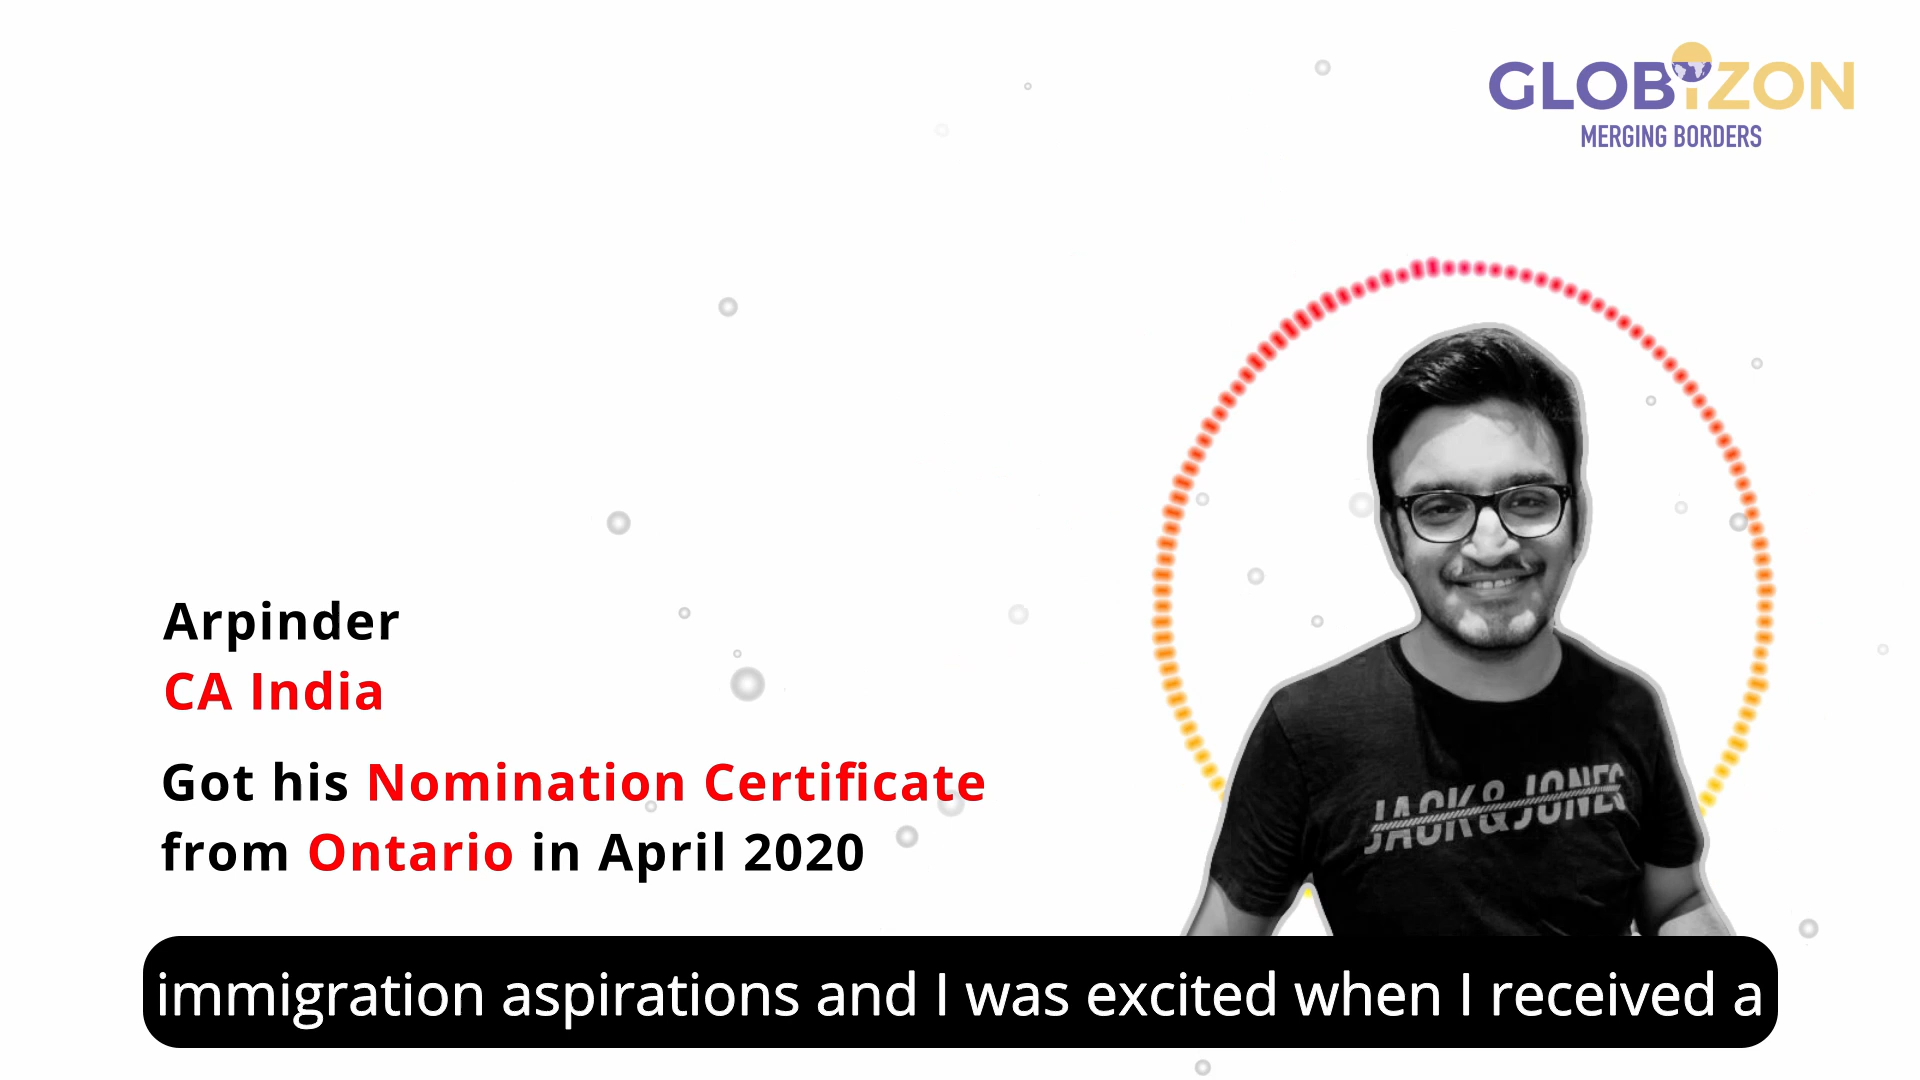 GLOBIZON
MERGING BORDERS
Arpinder
CA India
Got his Nomination Certificate
from Ontario in April 2020
JACK & JONES
immigration aspirations and I was excited when I received a